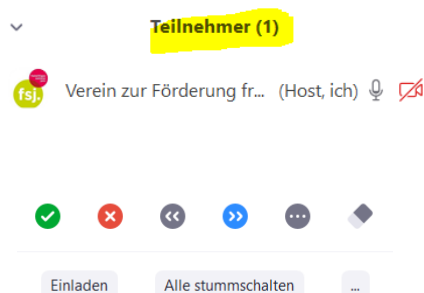 Teilnehmer (1)
fsj. Verein zur Förderung fr... (Host, ich)
Einladen Alle stummschalten ...